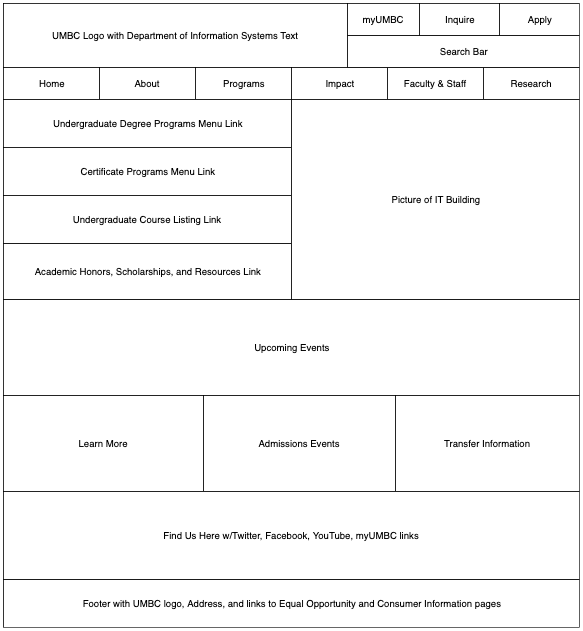 UMBC Logo with Department of Information Systems Text
myUMBC
Inquire
Apply
Search Bar
Home
About
Programs
Impact
Faculty & Staff
Research
Undergraduate Degree Programs Menu Link
Certificate Programs Menu Link
Undergraduate Course Listing Link
Academic Honors, Scholarships, and Resources Link
Picture of IT Building
Upcoming Events
Learn More
Admissions Events
Transfer Information
Find Us Here w/Twitter, Facebook, YouTube, myUMBC links
Footer with UMBC logo, Address, and links to Equal Opportunity and Consumer Information pages